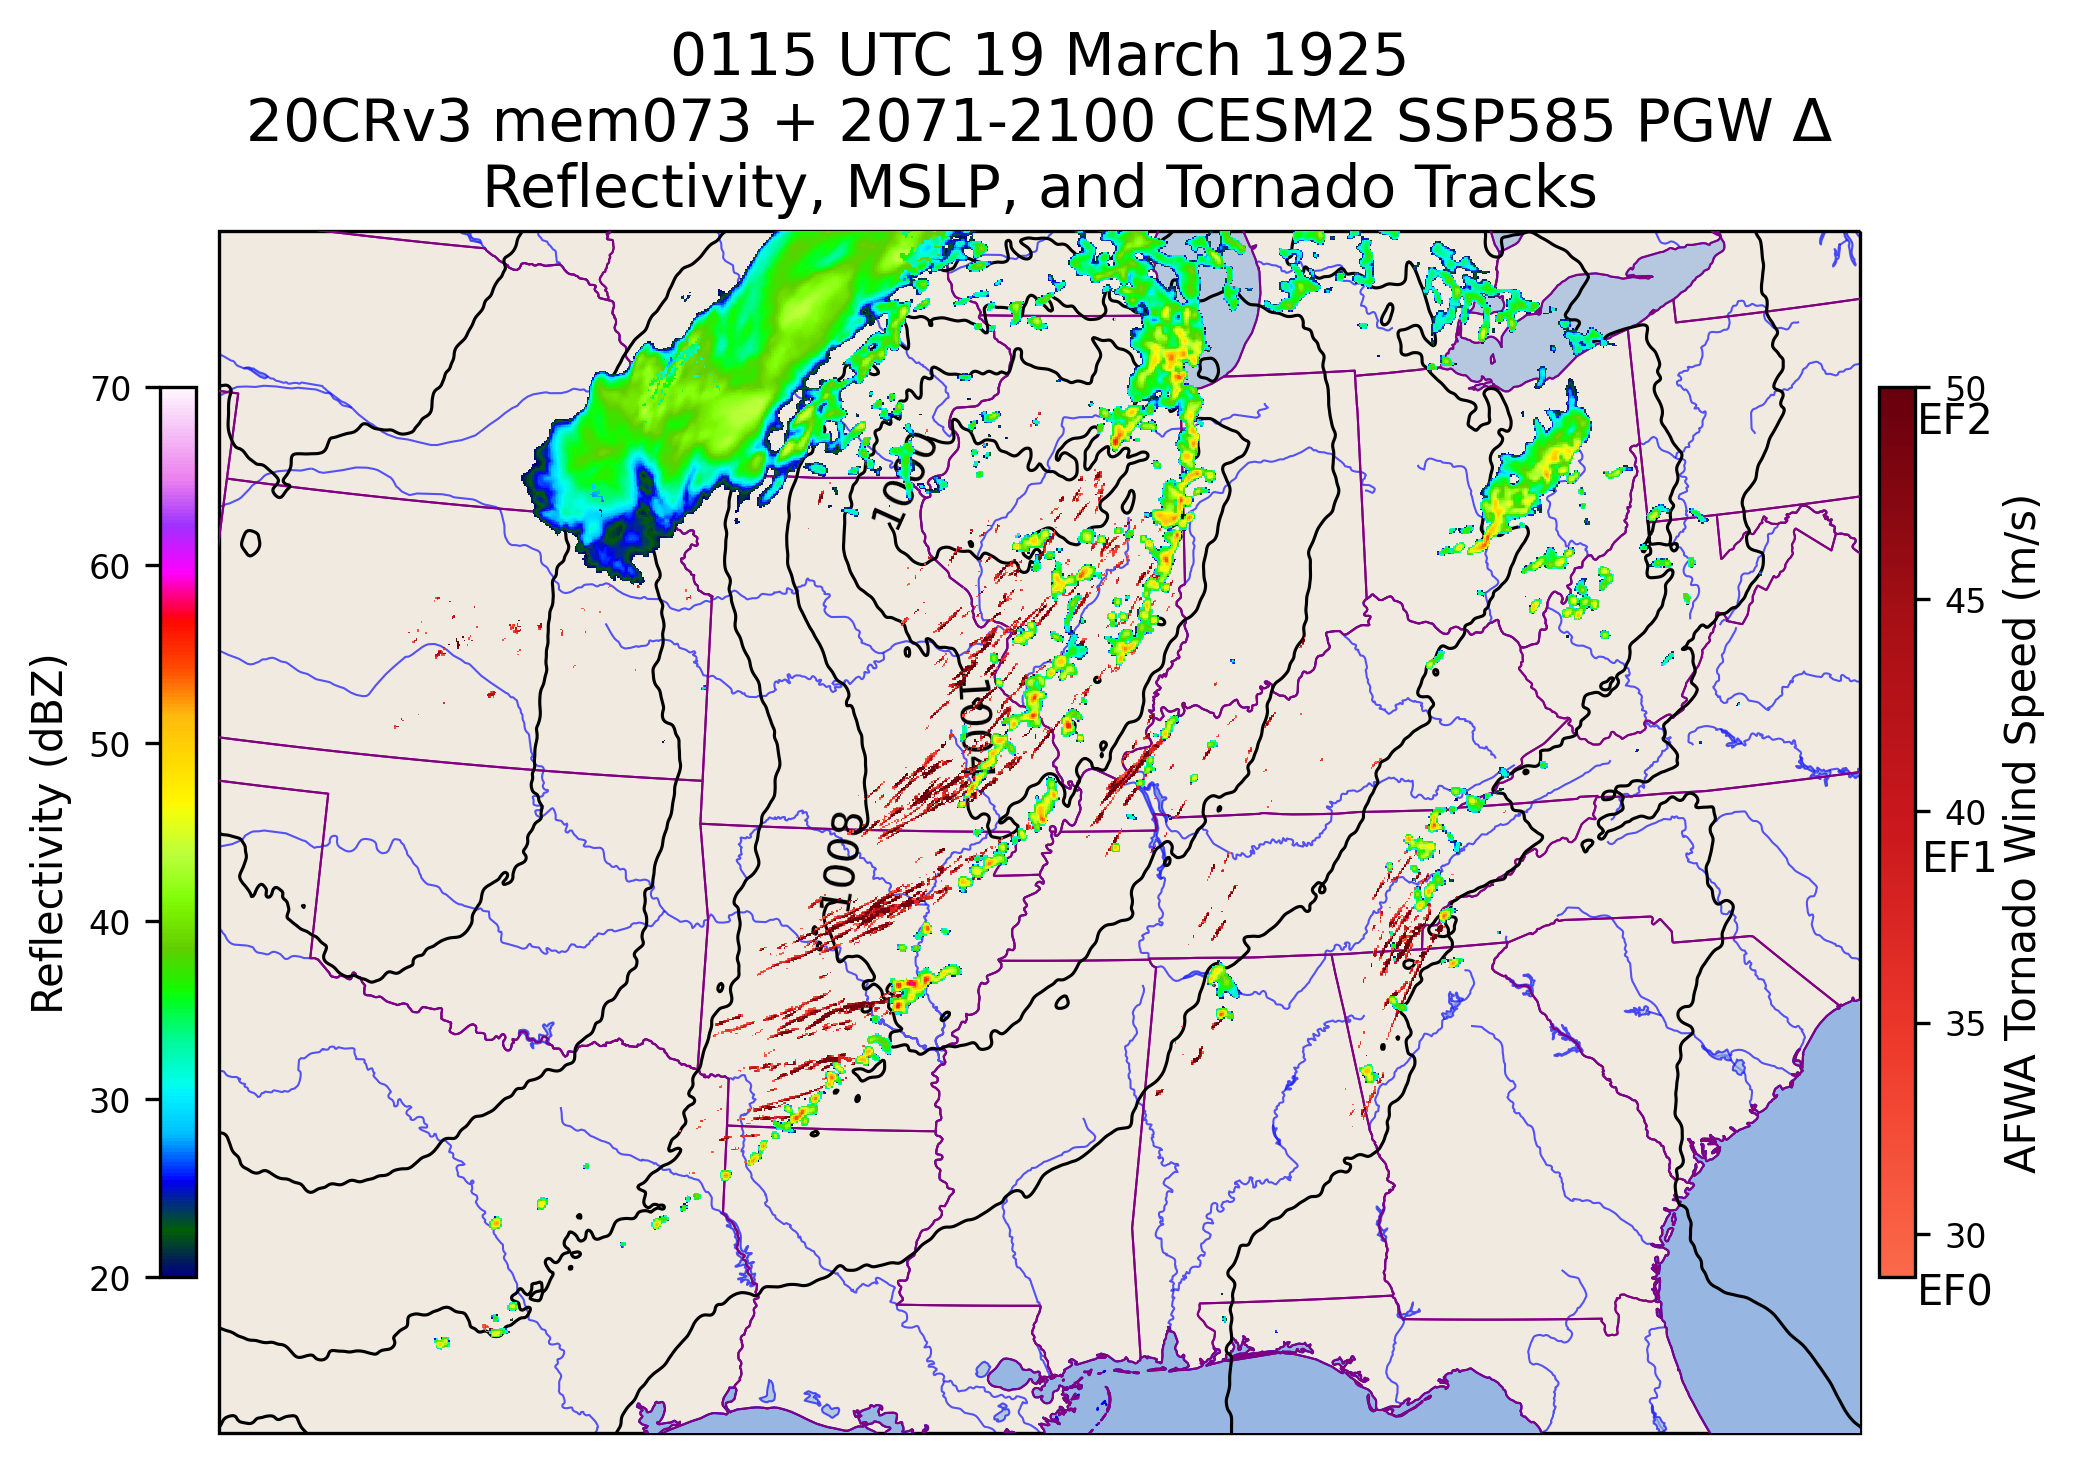 0115 UTC 19 March 1925
20CRv3 mem073 + 2071-2100 CESM2 SSP585 PGW Δ
Reflectivity, MSLP, and Tornado Tracks
70
60
50
40
30
20
Reflectivity (dBZ)
1000
1004
1008
50
EF2
45
40
EF1
35
30
EF0
AFWA Tornado Wind Speed (m/s)